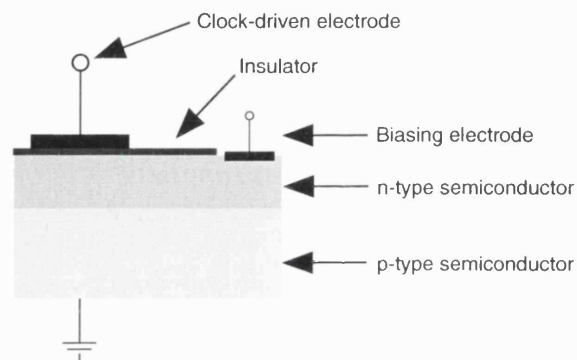 Clock-driven electrode
Insulator
Biasing electrode
n-type semiconductor
p-type semiconductor